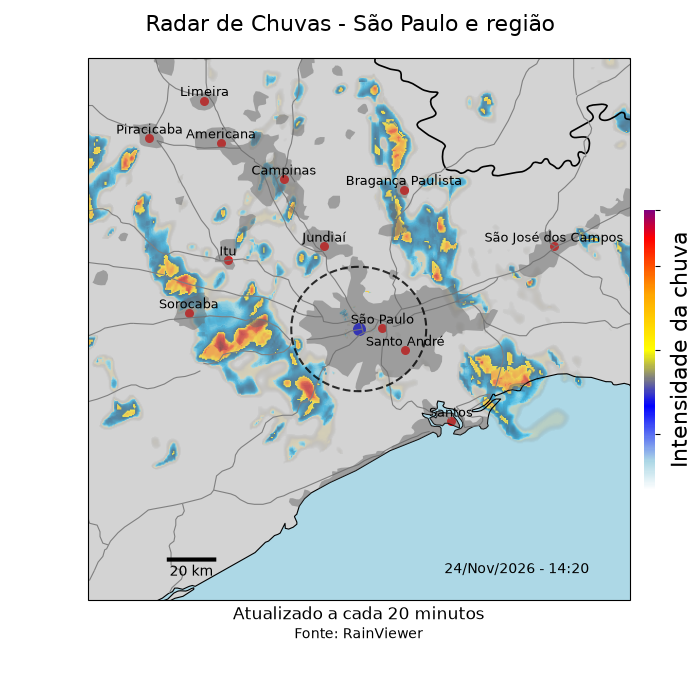 Radar de Chuvas - São Paulo e região
Limeira
Piracicaba
Americana
Campinas
Bragança Paulista
Jundiaí
São José dos Campos
Itu
Sorocaba
São Paulo
Santo André
Santos
Intensidade da chuva
20 km
24/Nov/2026 - 14:20
Atualizado a cada 20 minutos
Fonte: RainViewer